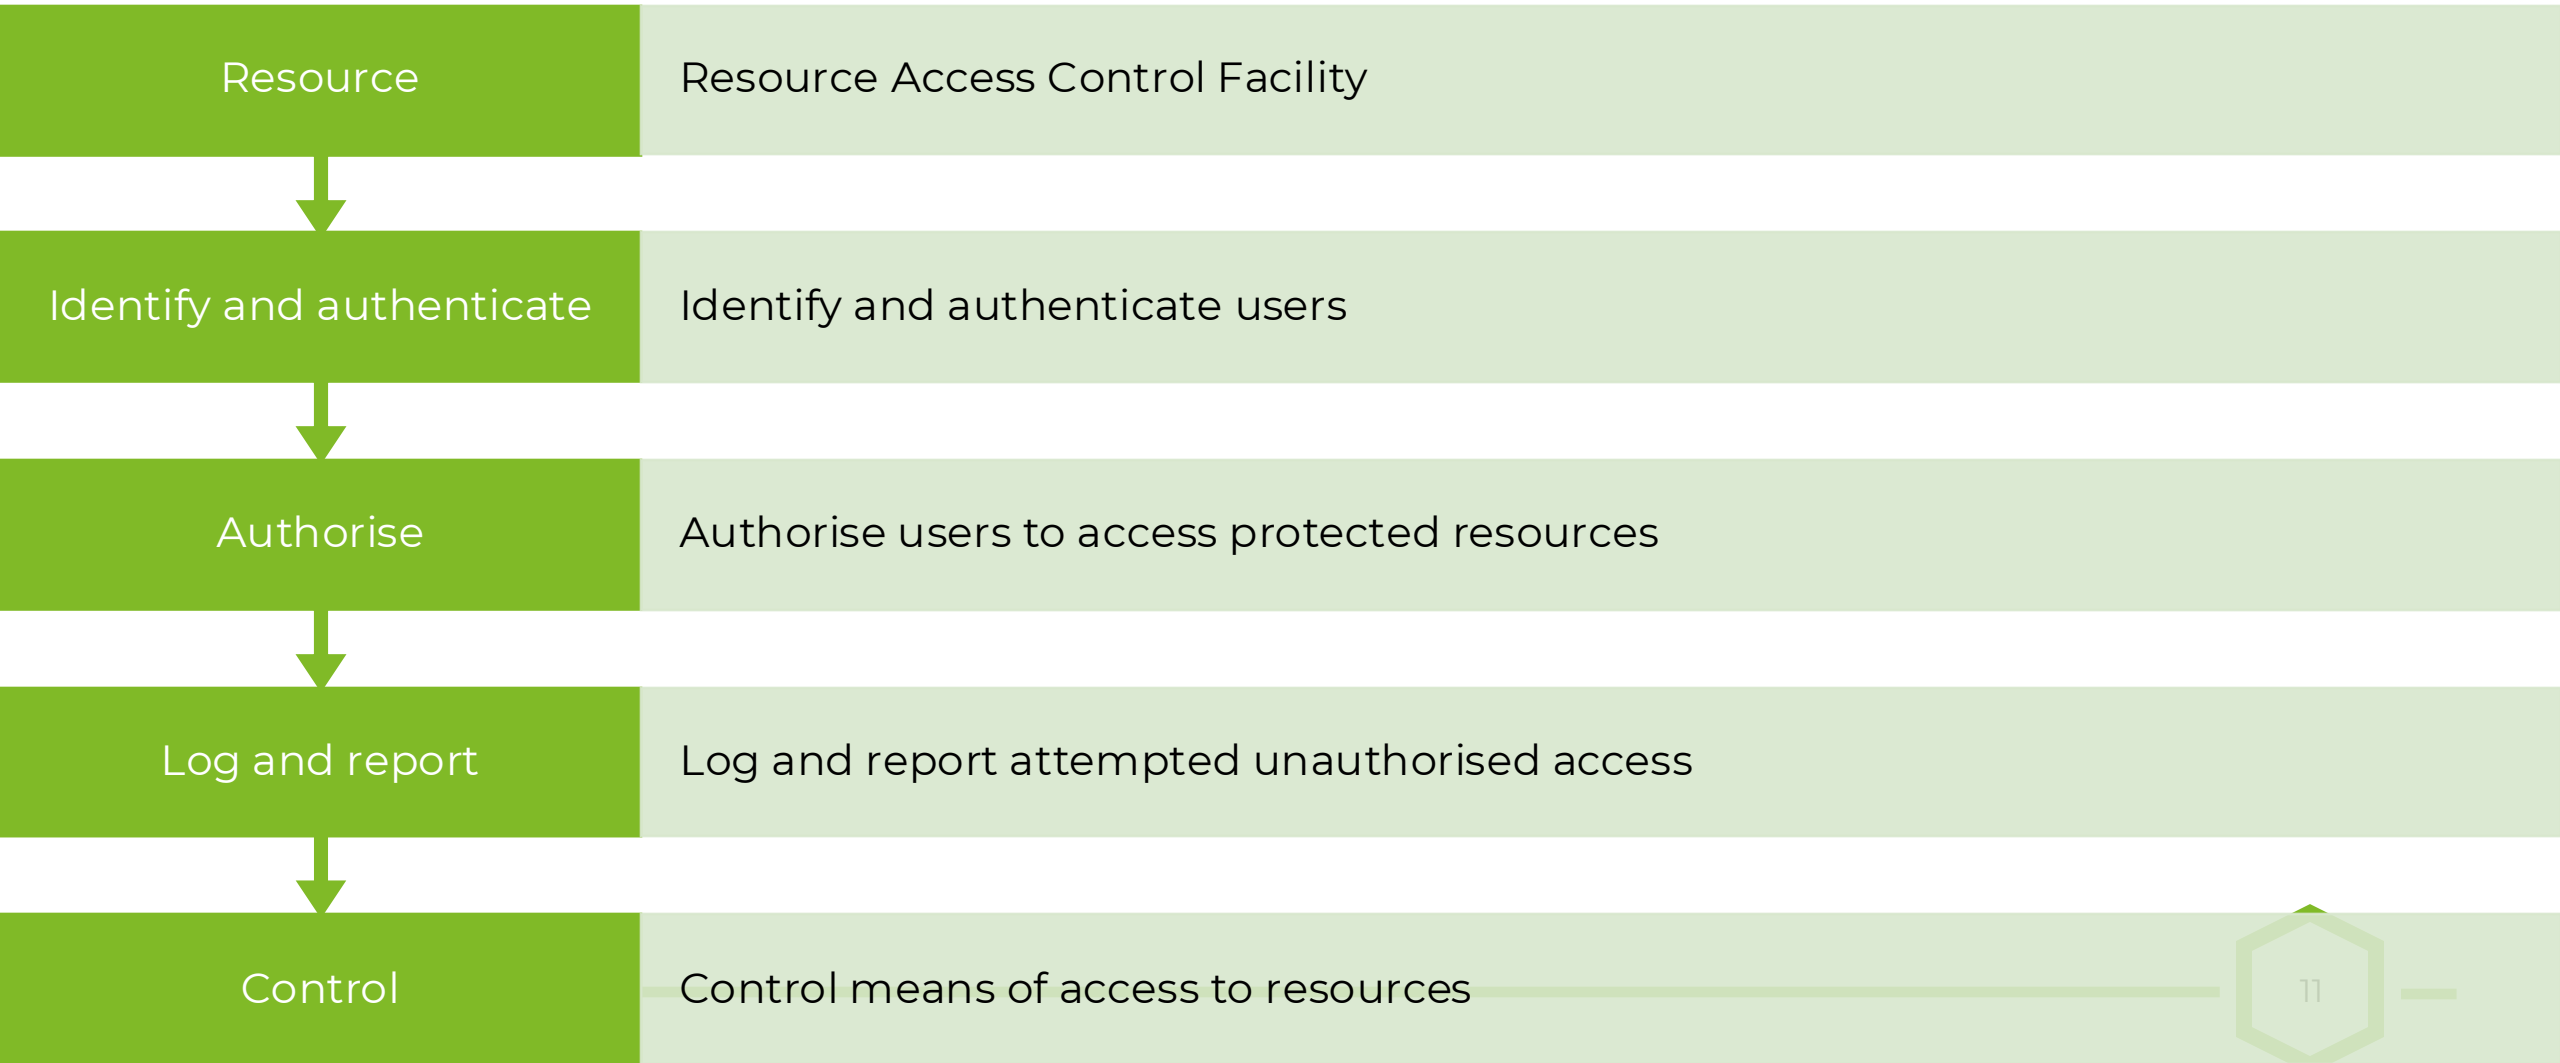 Resource
Resource Access Control Facility
Identify and authenticate
Identify and authenticate users
Authorise
Authorise users to access protected resources
Log and report
Log and report attempted unauthorised access
Control
Control means of access to resources
11